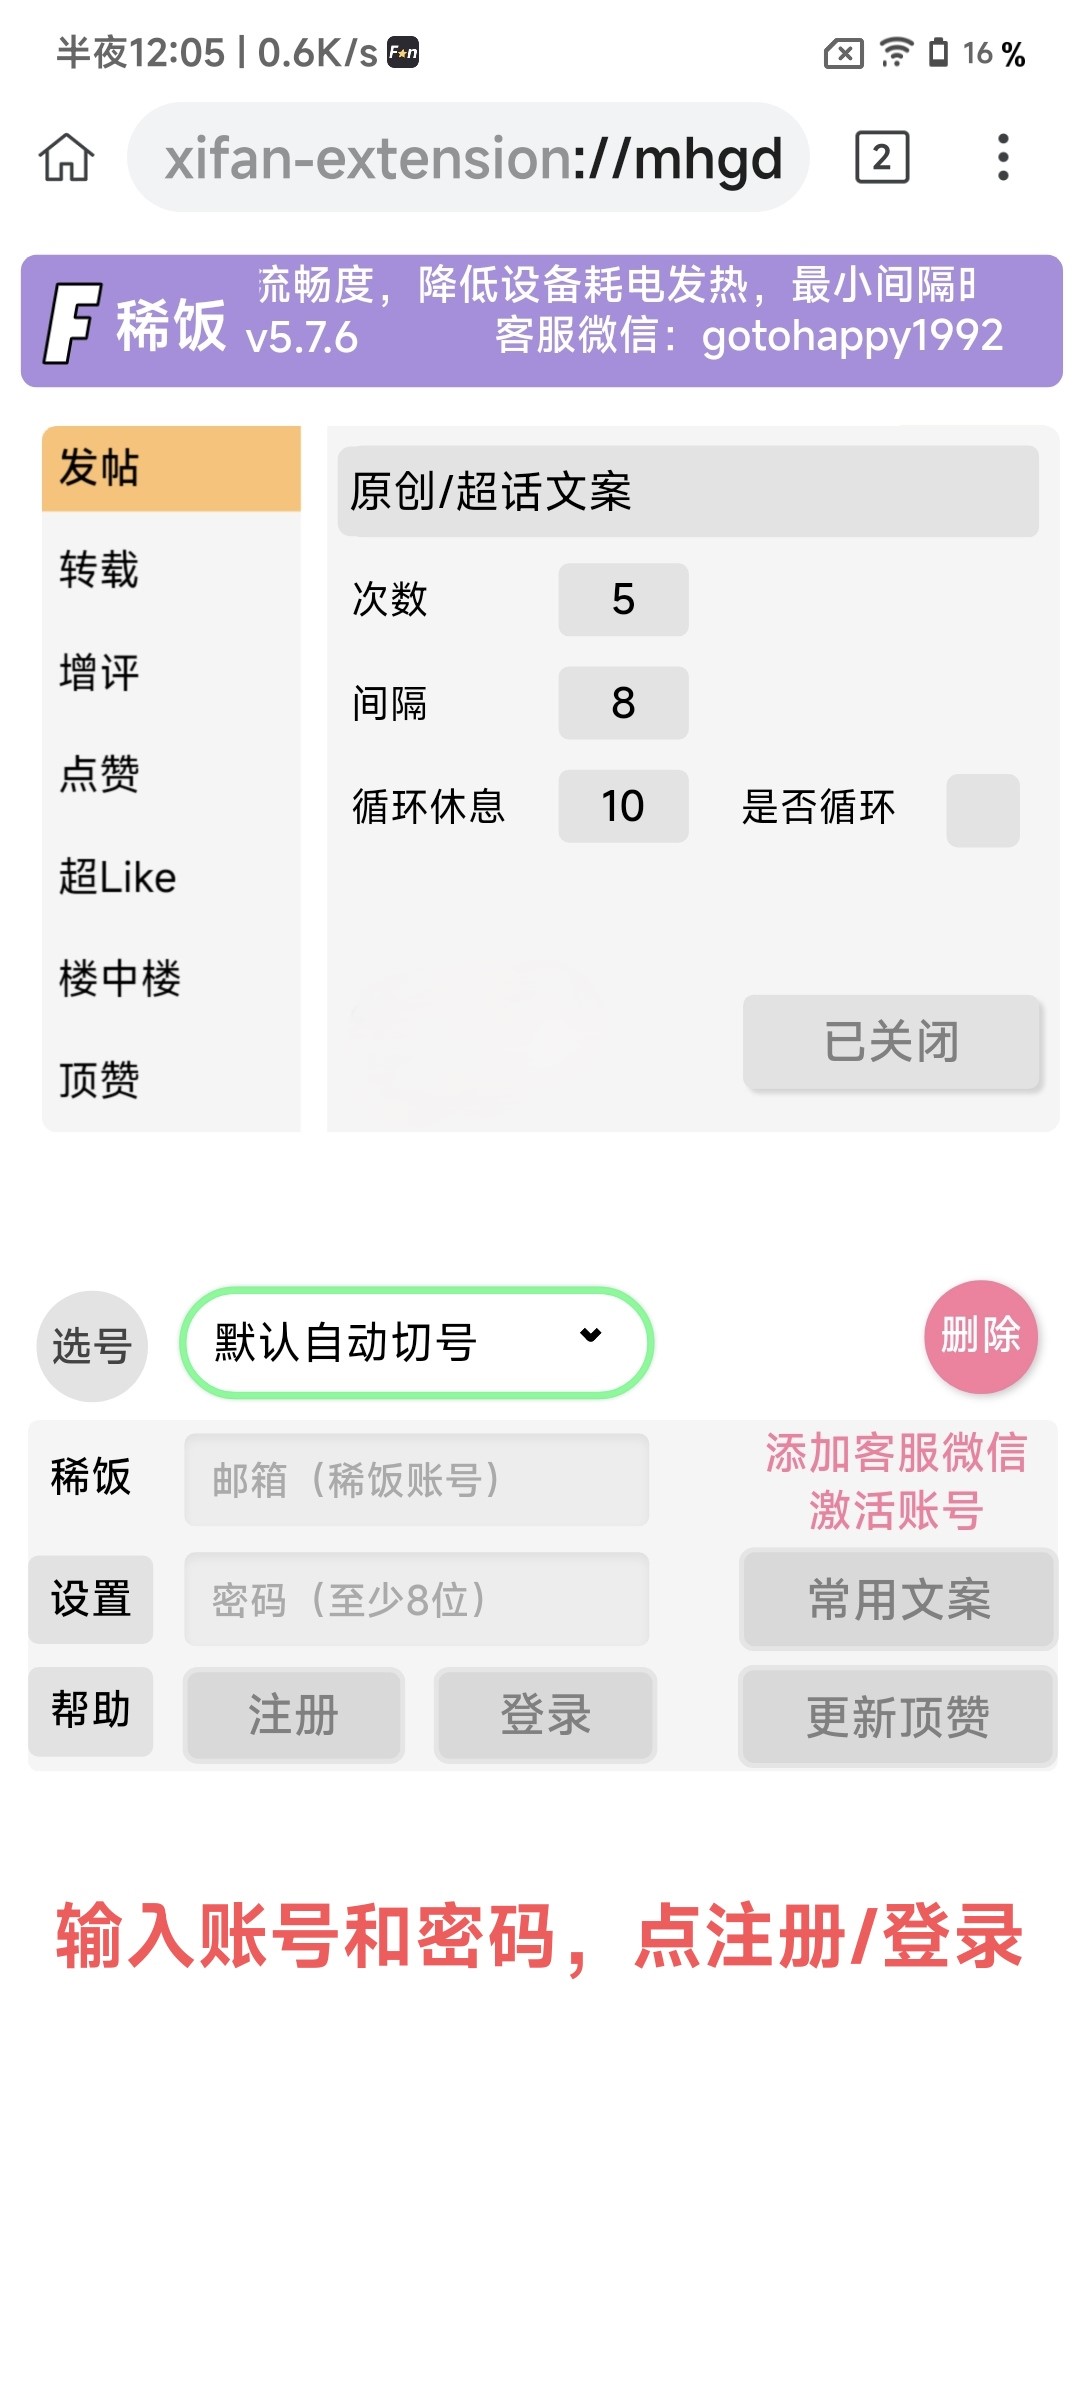 半夜12:05 | 0.6K/s Fan
16 %
xifan-extension://mhgd
2
F 稀饭
流畅度，降低设备耗电发热，最小间隔
v5.7.6 客服微信：gotohappy1992
发帖
转载
增评
点赞
超Like
楼中楼
顶赞
原创/超话文案
次数 5
间隔 8
循环休息 10 是否循环
已关闭
选号 默认自动切号 删除
稀饭 邮箱（稀饭账号） 添加客服微信
激活账号
设置 密码（至少8位） 常用文案
帮助 注册 登录 更新顶赞
输入账号和密码，点注册/登录